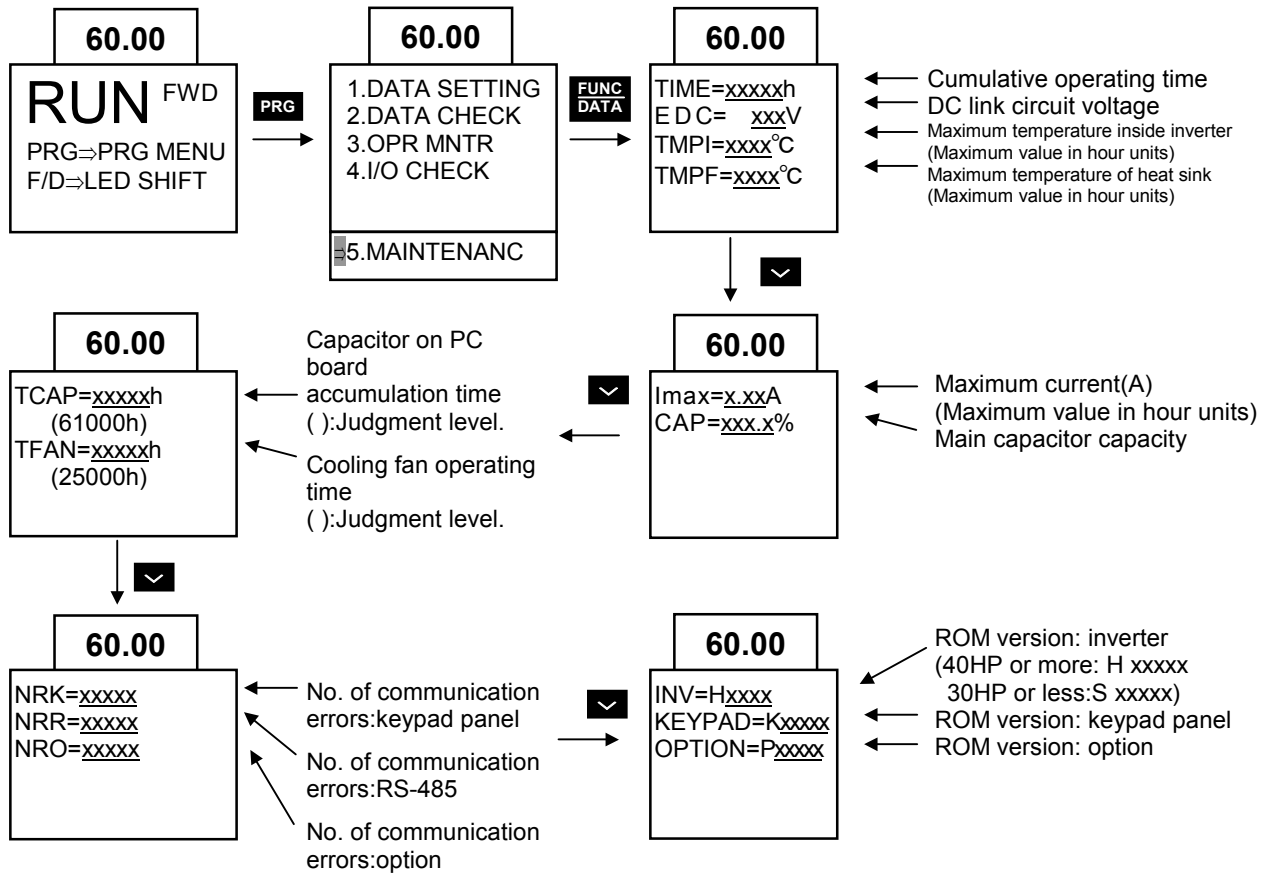 60.00
RUN FWD
PRG⇒PRG MENU
F/D⇒LED SHIFT
PRG
60.00
1.DATA SETTING
2.DATA CHECK
3.OPR MNTR
4.I/O CHECK
⇒5.MAINTENANC
FUNC
DATA
60.00
TIME=xxxxxh
E D C= xxxV
TMPI=xxxx°C
TMPF=xxxx°C
Cumulative operating time
DC link circuit voltage
Maximum temperature inside inverter
(Maximum value in hour units)
Maximum temperature of heat sink
(Maximum value in hour units)
60.00
TCAP=xxxxxh
(61000h)
TFAN=xxxxxh
(25000h)
Capacitor on PC
board
accumulation time
( ):Judgment level.
Cooling fan operating
time
( ):Judgment level.
60.00
Imax=x.xxA
CAP=xxx.x%
Maximum current(A)
(Maximum value in hour units)
Main capacitor capacity
60.00
NRK=xxxxx
NRR=xxxxx
NRO=xxxxx
No. of communication
errors:keypad panel
No. of communication
errors:RS-485
No. of communication
errors:option
60.00
INV=Hxxxx
KEYPAD=Kxxxxx
OPTION=Pxxxxx
ROM version: inverter
(40HP or more: H xxxxx
30HP or less:S xxxxx)
ROM version: keypad panel
ROM version: option